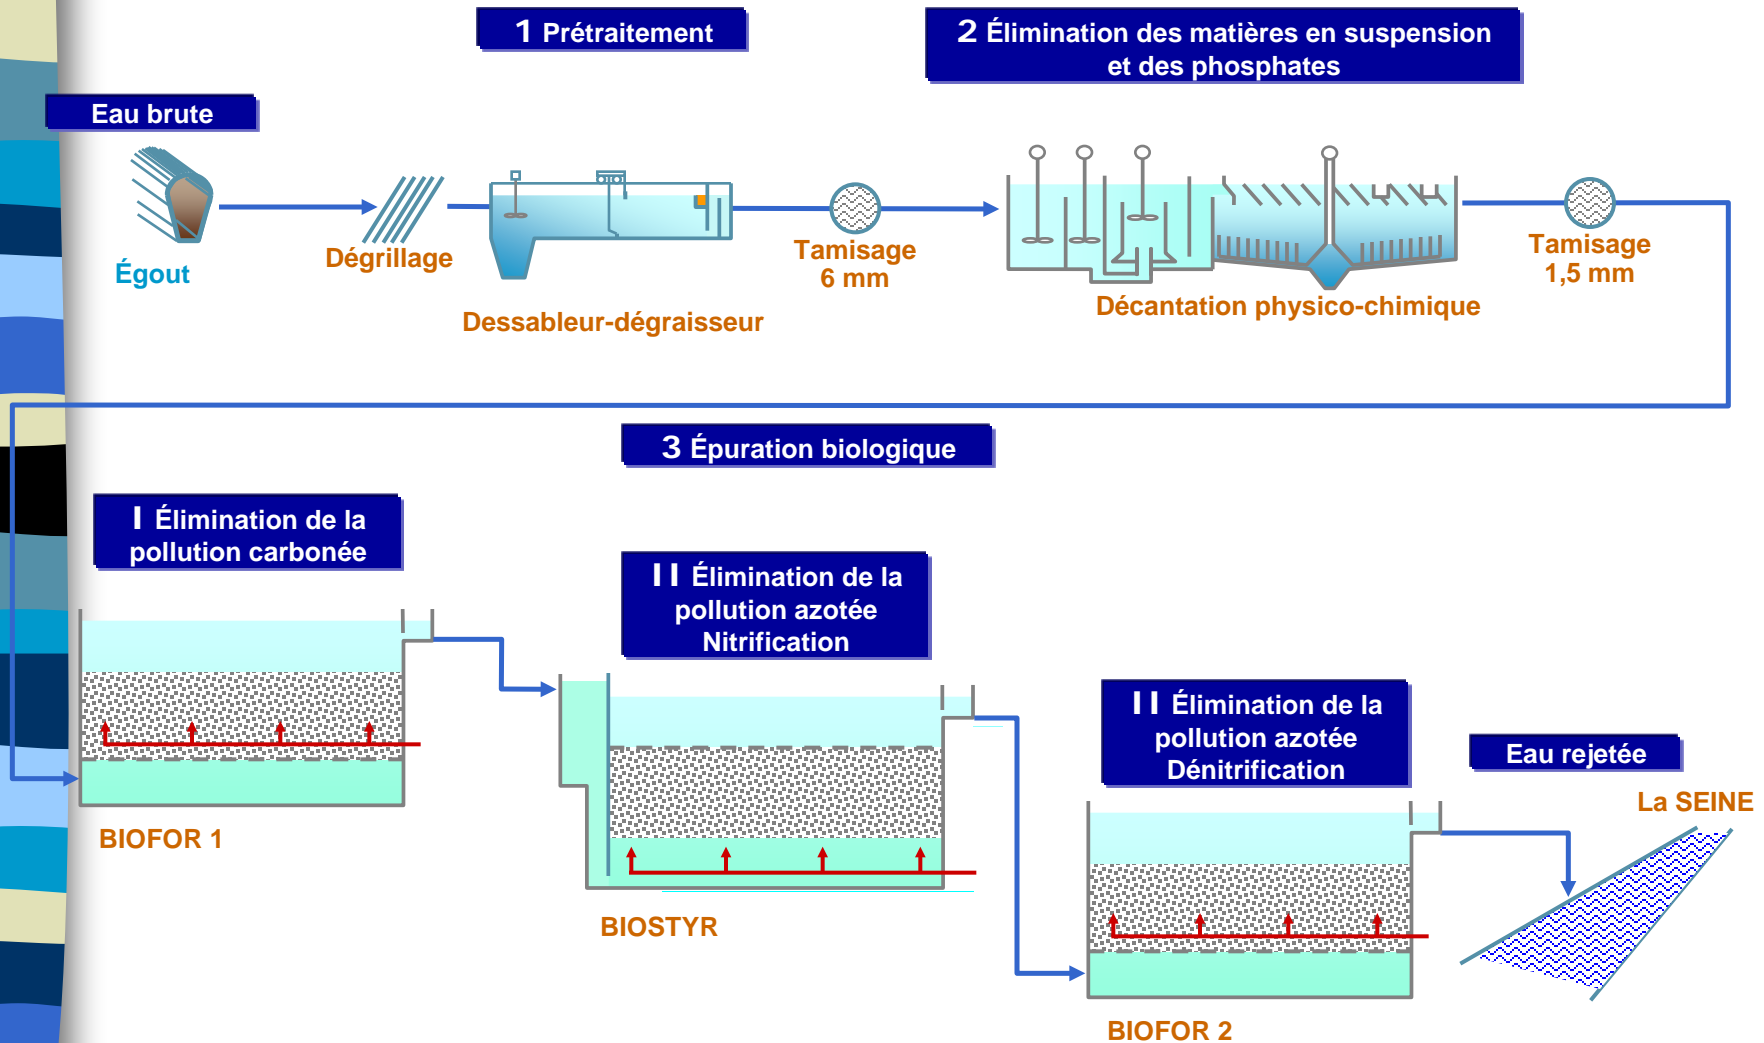 1 Prétraitement
2 Élimination des matières en suspension
et des phosphates
Eau brute
Égout
Dégrillage
Dessableur-dégraisseur
Tamisage
6 mm
Décantation physico-chimique
Tamisage
1,5 mm
3 Épuration biologique
I Élimination de la
pollution carbonée
BIOFOR 1
II Élimination de la
pollution azotée
Nitrification
BIOSTYR
II Élimination de la
pollution azotée
Dénitrification
BIOFOR 2
Eau rejetée
La SEINE